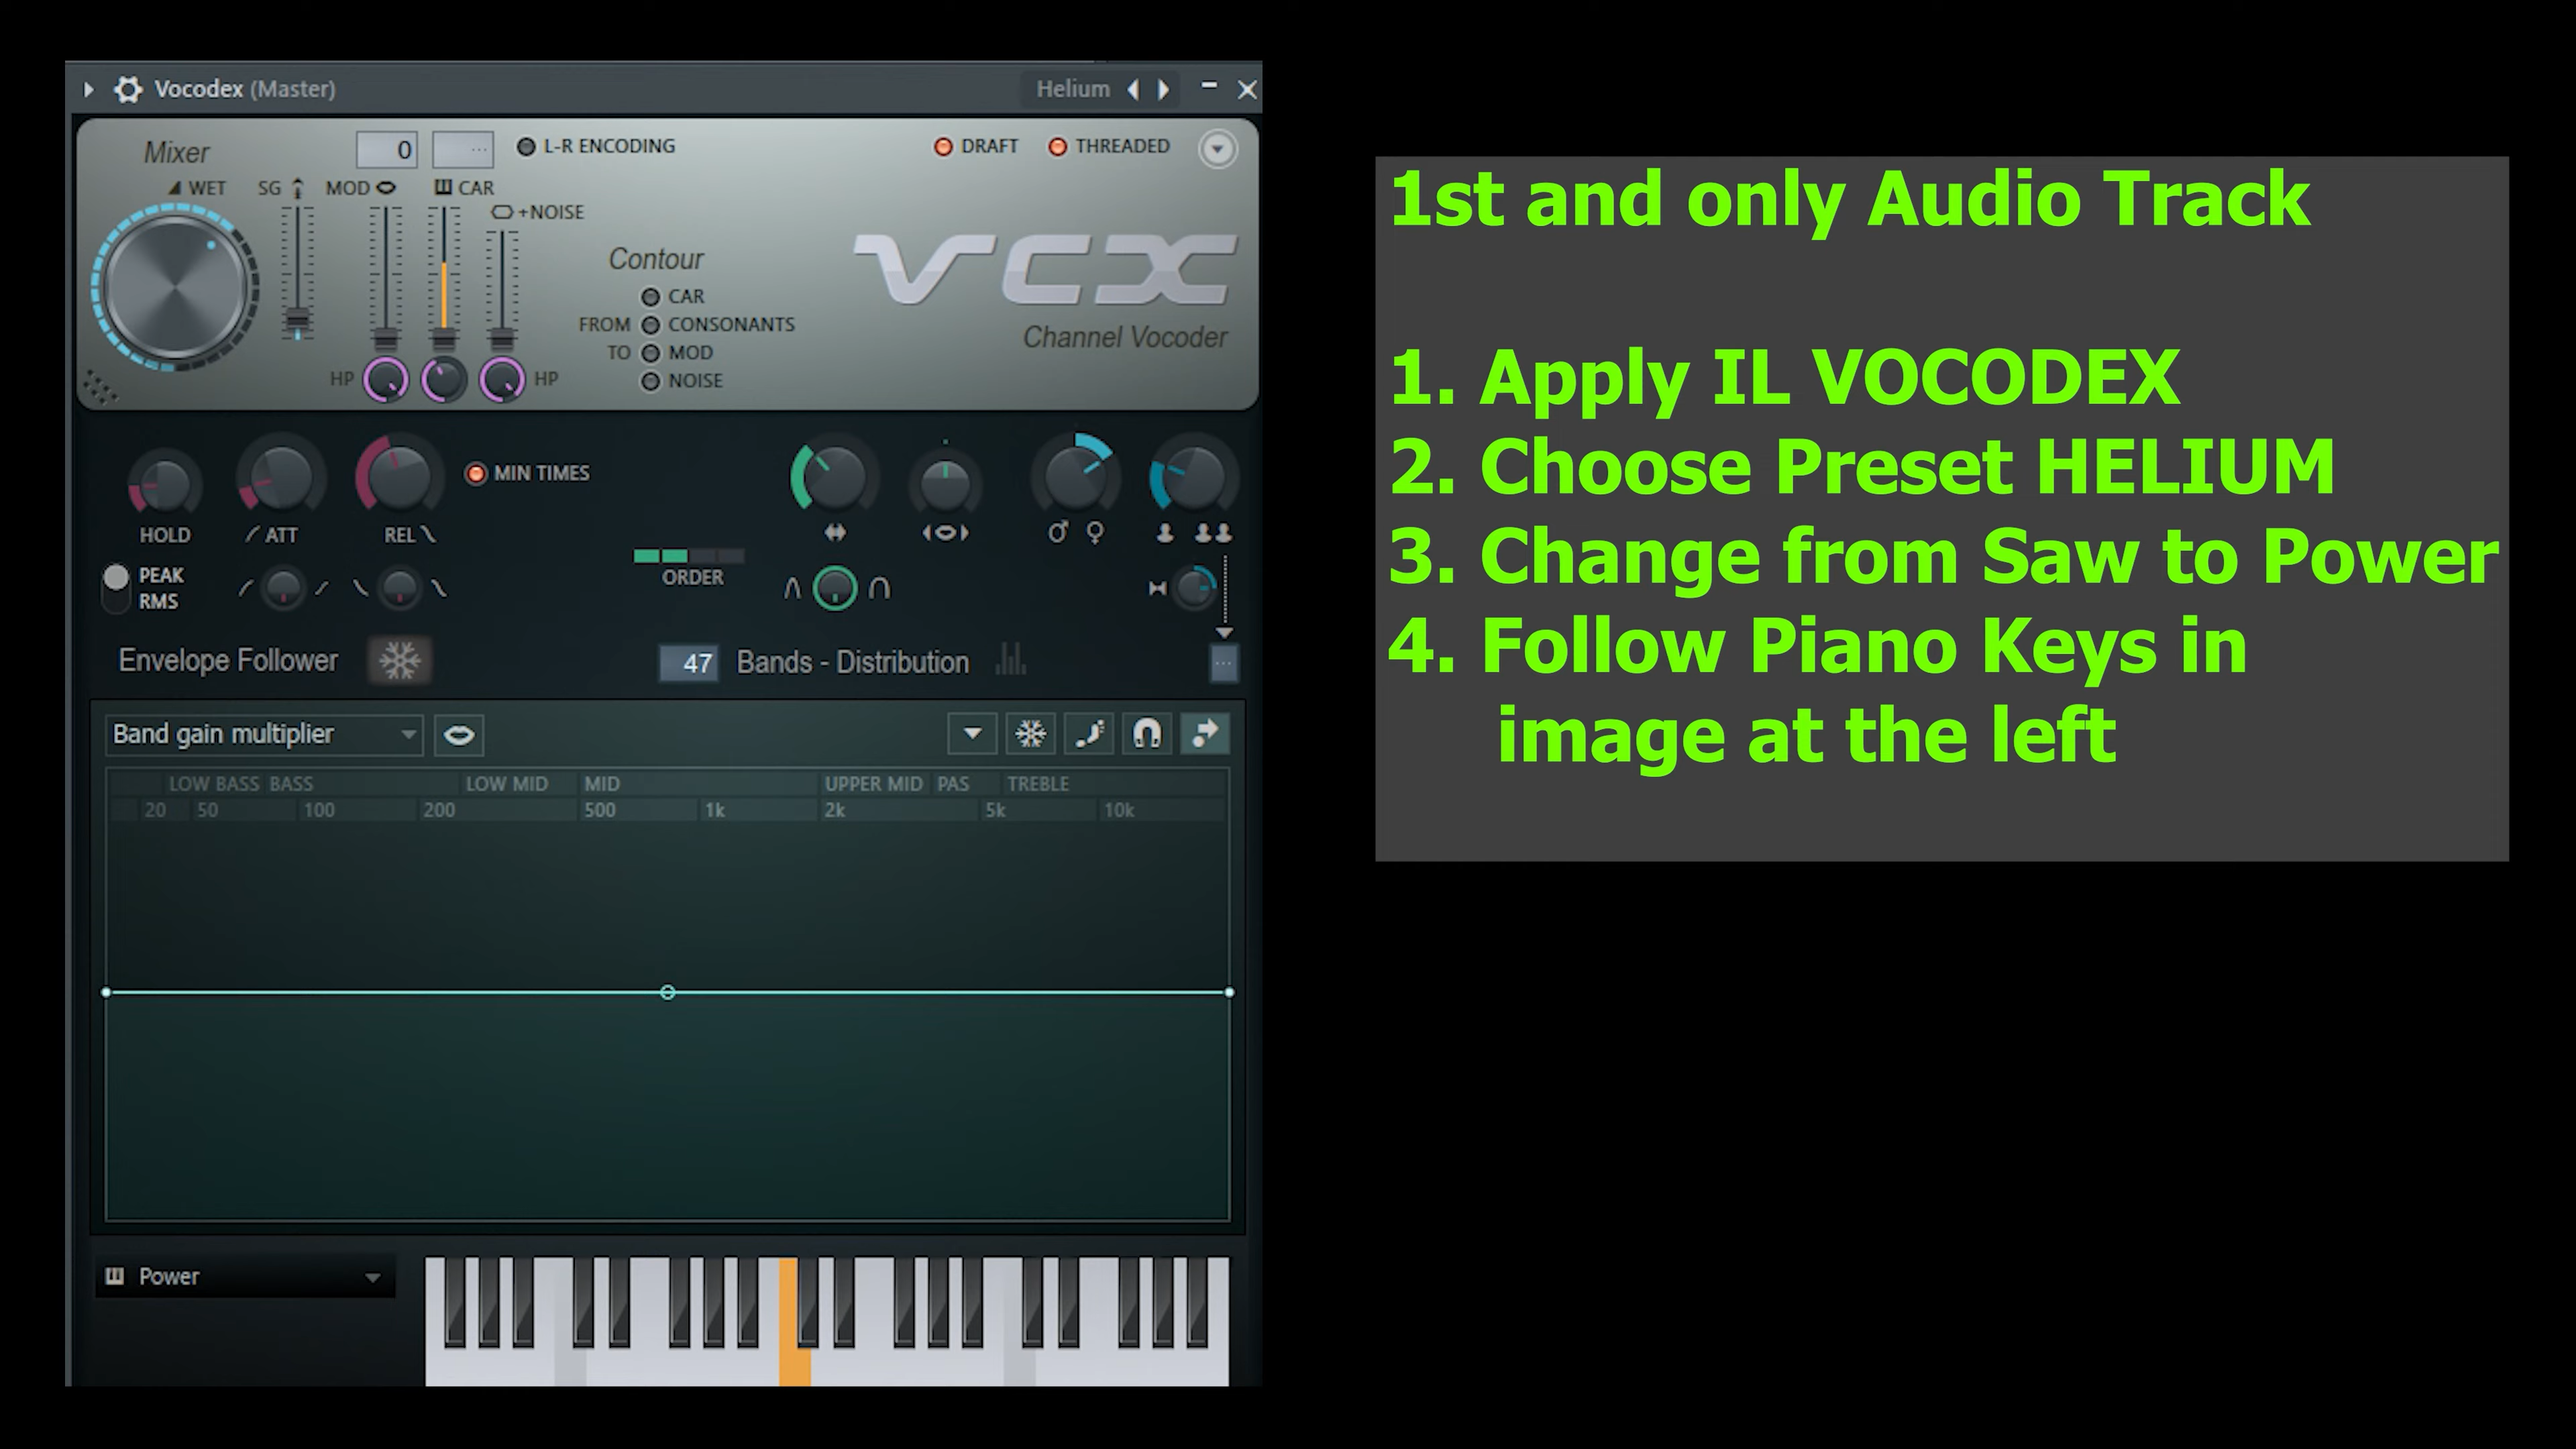 Vocodex (Master)
Helium
Mixer
0
L-R ENCODING
DRAFT
THREADED
WET
SG
MOD
CAR
+NOISE
Contour
CAR
FROM
CONSONANTS
TO
MOD
NOISE
HP
HP
VCX
Channel Vocoder
HOLD
ATT
REL
MIN TIMES
PEAK
RMS
ORDER
Envelope Follower
47
Bands - Distribution
Band gain multiplier
LOW BASS BASS LOW MID MID UPPER MID PAS TREBLE
20 50 100 200 500 1k 2k 5k 10k
Power
1st and only Audio Track
1. Apply IL VOCODEX
2. Choose Preset HELIUM
3. Change from Saw to Power
4. Follow Piano Keys in
image at the left